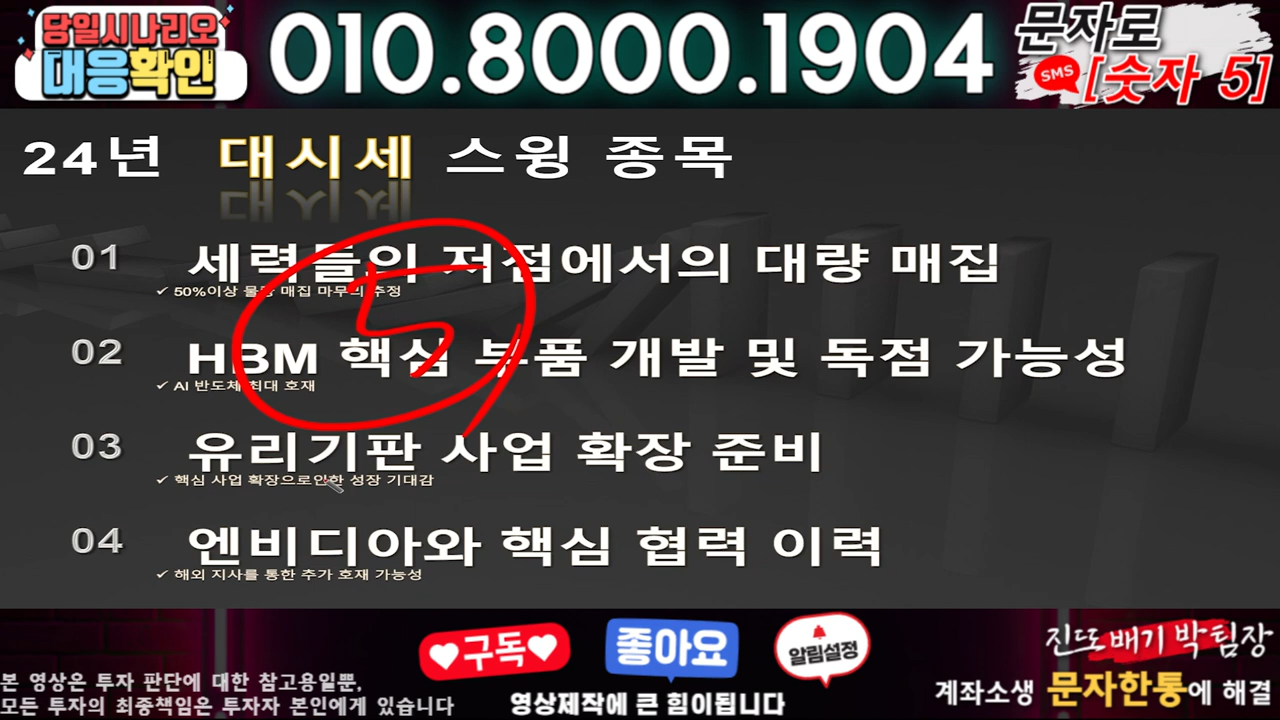 당일시나리오
대응확인
010.8000.1904
문자로
SMS
[숫자 5]
24년 대시세 스윙 종목
01 세력들의 저점에서의 대량 매집
✓ 50%이상 물량 매집 마무리 추정
5
02 HBM 핵심 부품 개발 및 독점 가능성
✓ AI 반도체 최대 호재
03 유리기판 사업 확장 준비
✓ 핵심 사업 확장으로인한 성장 기대감
04 엔비디아와 핵심 협력 이력
✓ 해외 지사를 통한 추가 호재 가능성
구독
좋아요
알림설정
영상제작에 큰 힘이됩니다
본 영상은 투자 판단에 대한 참고용일뿐,
모든 투자의 최종책임은 투자자 본인에게 있습니다
진또배기 박팀장
계좌소생 문자한통에 해결